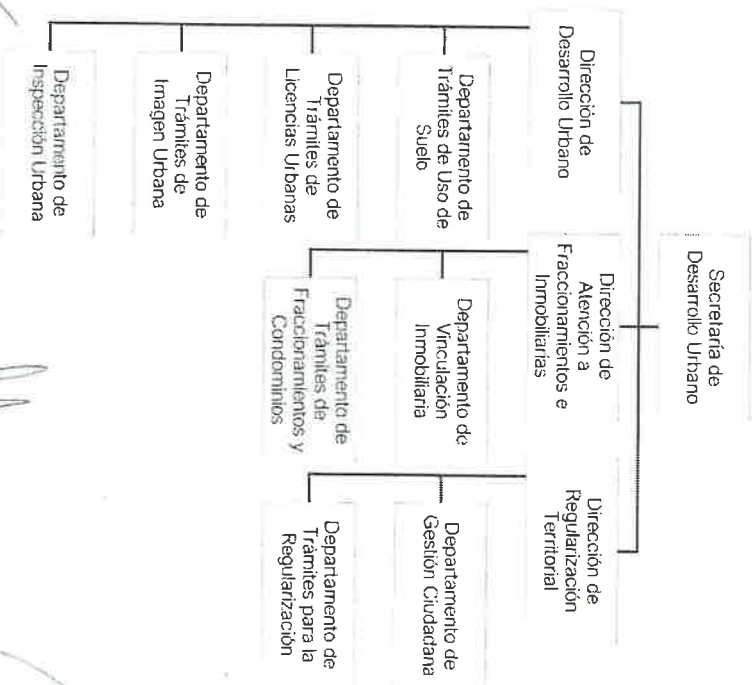 Secretaría de
Desarrollo Urbano
Dirección de
Desarrollo Urbano
Dirección de
Atención a
Fraccionamientos e
Inmobiliarías
Dirección de
Regularización
Territorial
Departamento de
Trámites de Uso de
Suelo
Departamento de
Vinculación
Inmobiliaria
Departamento de
Gestión Ciudadana
Departamento de
Trámites de
Licencias Urbanas
Departamento de
Trámites de
Fraccionamientos y
Condominios
Departamento de
Trámites para la
Regularización
Departamento de
Trámites de
Imagen Urbana
Departamento de
Inspección Urbana